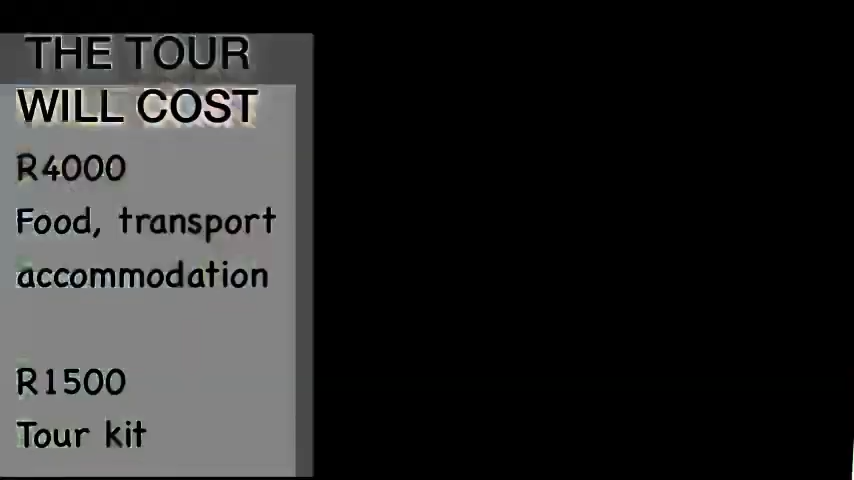 THE TOUR
WILL COST
R4000
Food, transport
accommodation
R1500
Tour kit